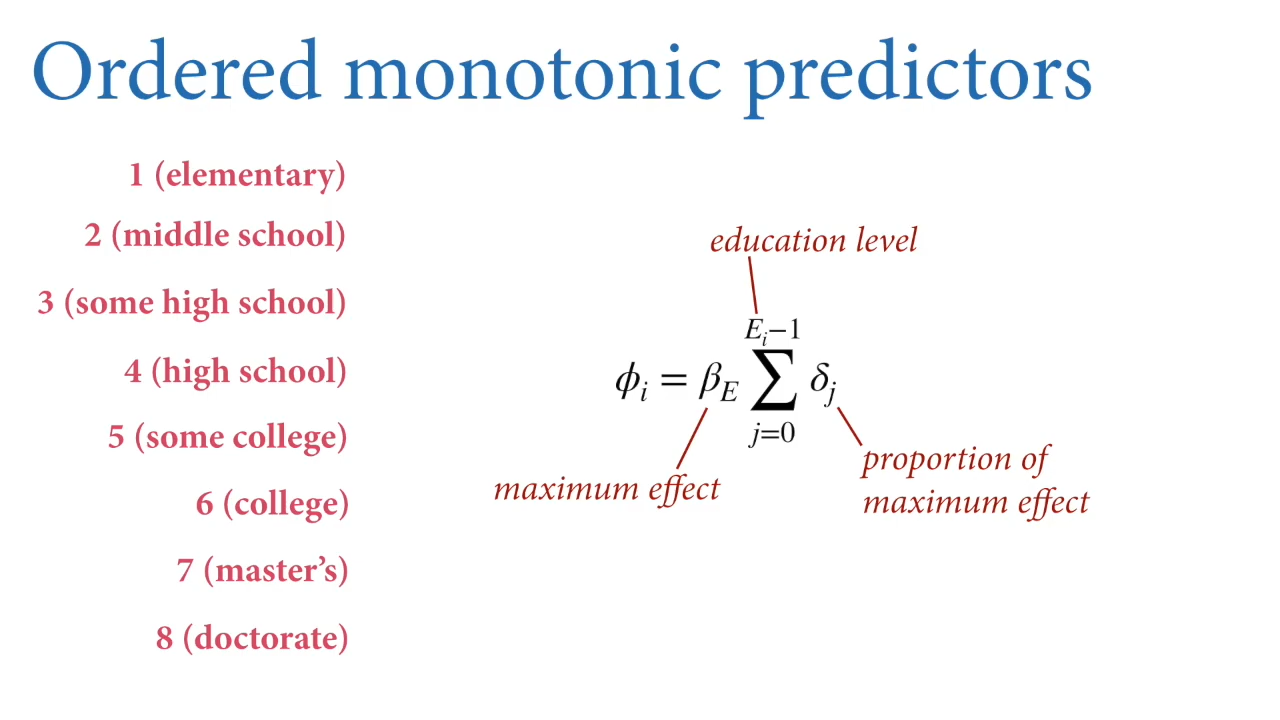 Ordered monotonic predictors
1 (elementary)
2 (middle school)
3 (some high school)
4 (high school)
5 (some college)
6 (college)
7 (master’s)
8 (doctorate)
education level
E_i−1
ϕ_i = β_E ∑ δ_j
j=0
maximum effect
proportion of
maximum effect